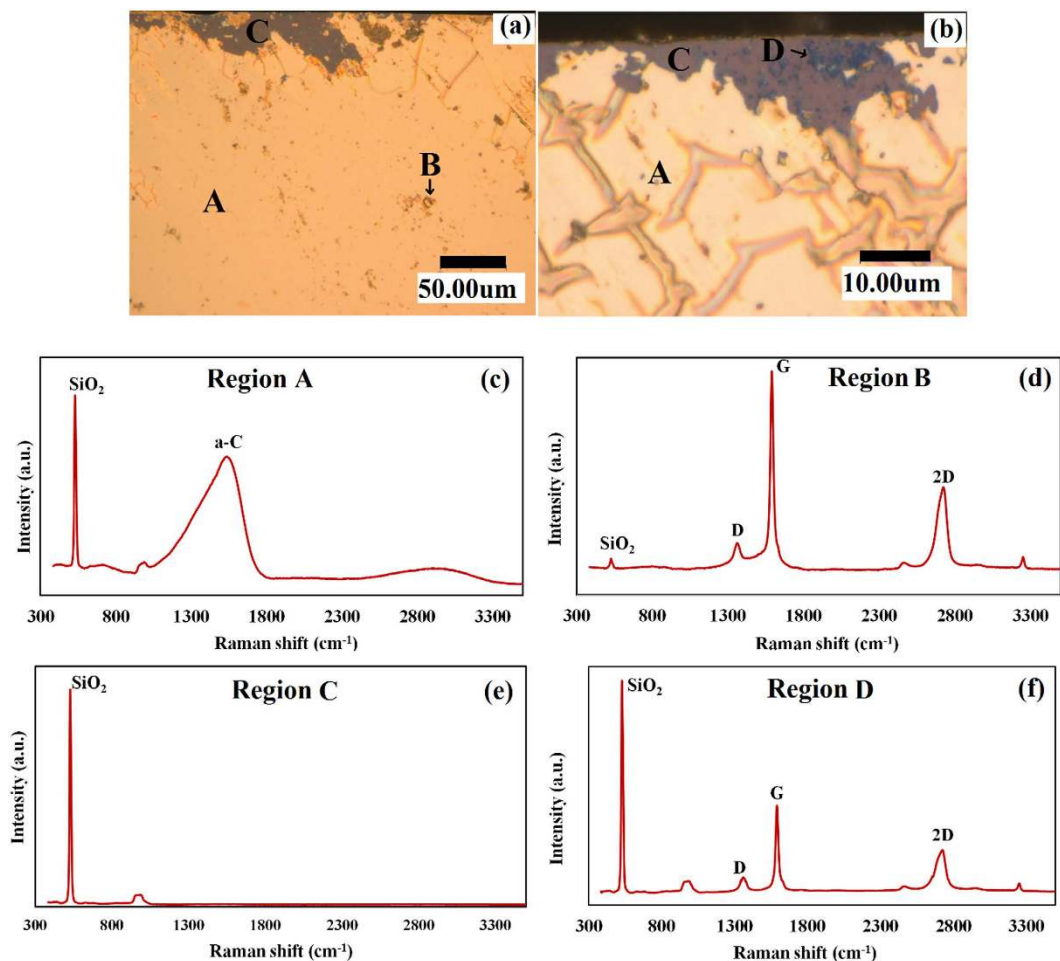 (a)
C
B
A
50.00um
(b)
D
C
A
10.00um
Region A
(c)
SiO₂
a-C
Intensity (a.u.)
300 800 1300 1800 2300 2800 3300
Raman shift (cm⁻¹)
Region B
(d)
G
2D
D
SiO₂
Intensity (a.u.)
300 800 1300 1800 2300 2800 3300
Raman shift (cm⁻¹)
Region C
(e)
SiO₂
Intensity (a.u.)
300 800 1300 1800 2300 2800 3300
Raman shift (cm⁻¹)
Region D
(f)
SiO₂
G
2D
D
Intensity (a.u.)
300 800 1300 1800 2300 2800 3300
Raman shift (cm⁻¹)